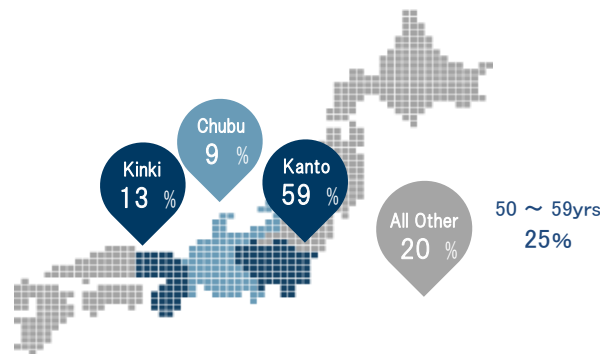 Chubu
9 %
Kinki
13 %
Kanto
59 %
All Other
20 %
50 ～ 59yrs
25%